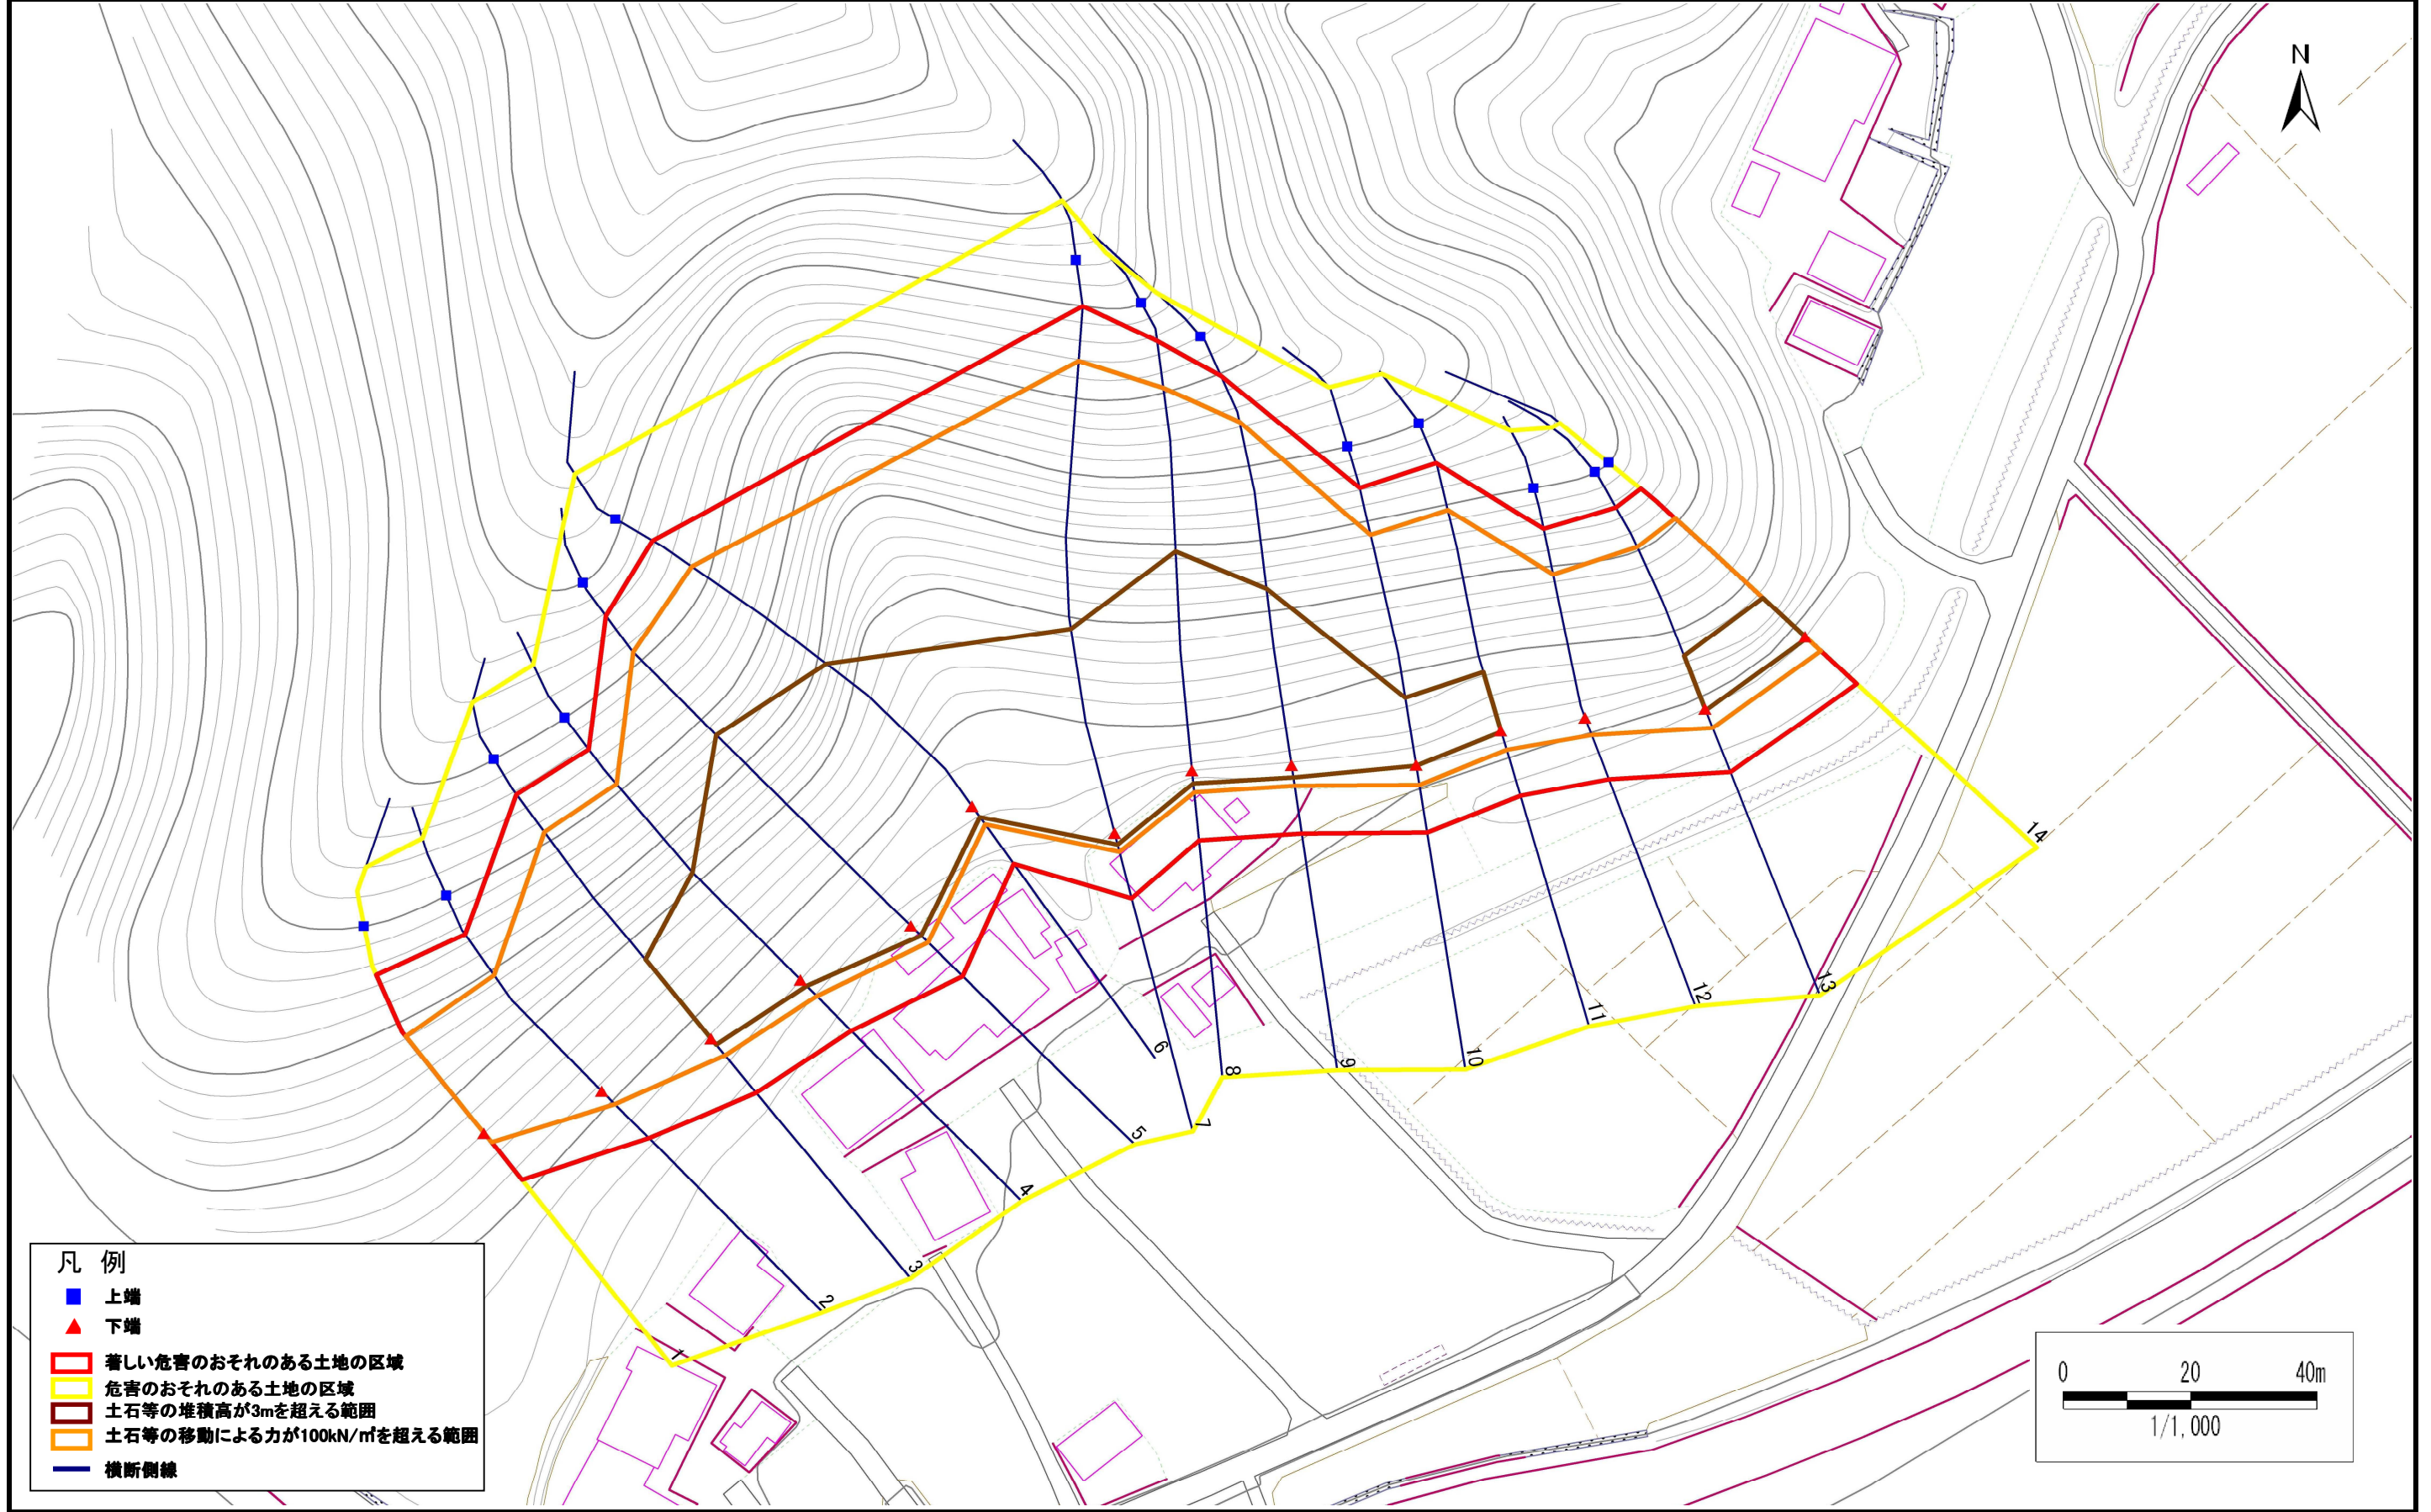 N
14
13
12
11
10
9
8
7
6
5
4
3
2
1
凡 例
上端
下端
著しい危害のおそれのある土地の区域
危害のおそれのある土地の区域
土石等の堆積高が3mを超える範囲
土石等の移動による力が100kN/㎡を超える範囲
横断側線
0 20 40m
1/1,000